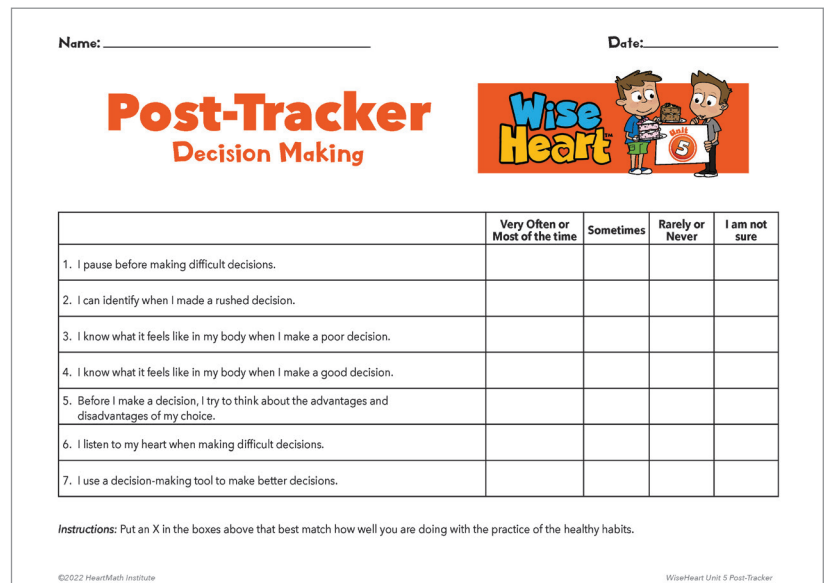 Name:
Date:
Post-Tracker
Decision Making
Wise
Heart™
Unit
5
Very Often or
Most of the time
Sometimes
Rarely or
Never
I am not
sure
1. I pause before making difficult decisions.
2. I can identify when I made a rushed decision.
3. I know what it feels like in my body when I make a poor decision.
4. I know what it feels like in my body when I make a good decision.
5. Before I make a decision, I try to think about the advantages and
disadvantages of my choice.
6. I listen to my heart when making difficult decisions.
7. I use a decision-making tool to make better decisions.
Instructions: Put an X in the boxes above that best match how well you are doing with the practice of the healthy habits.
©2022 HeartMath Institute
WiseHeart Unit 5 Post-Tracker